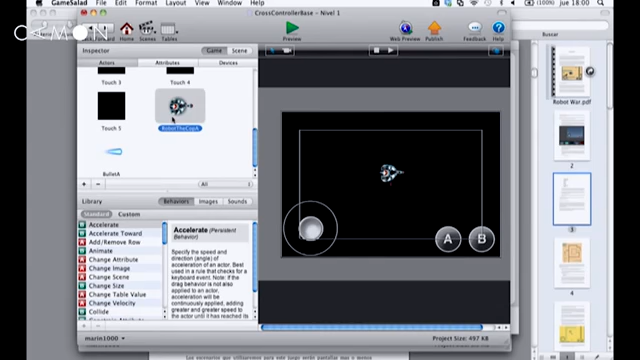 GameSalad File Edit Format Layout View Window Help
(100%) jue 18:00
CrossControllerBase – Nivel 1
CΛEMON
Home Scenes Tables Preview Web Preview Publish Feedback Help
Buscar
Inspector Game Scene
Actors Attributes Devices
Touch 3 Touch 4
Touch 5 RobotTheCopA
BulletA
All
Library Behaviors Images Sounds
Standard Custom
Accelerate
Accelerate Toward
Add/Remove Row
Animate
Change Attribute
Change Image
Change Scene
Change Size
Change Table Value
Change Velocity
Collide
Accelerate (Persistent Behavior)
Specify the speed and
direction (angle) of
acceleration of an actor. Best
used in a rule that checks for a
keyboard event. Note: if the
drag behavior is not also
applied to an actor,
acceleration will be
continuously applied, adding
greater and greater speed to
the actor until it has reached its
A B
Robot War.pdf
2
3
4
marin1000
Project Size: 497 KB